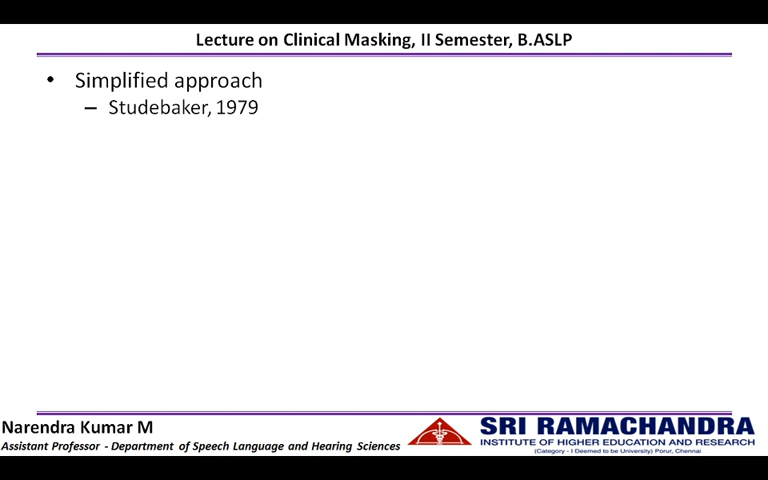 Lecture on Clinical Masking, II Semester, B.ASLP
• Simplified approach
– Studebaker, 1979
Narendra Kumar M
Assistant Professor - Department of Speech Language and Hearing Sciences
SRI RAMACHANDRA
INSTITUTE OF HIGHER EDUCATION AND RESEARCH
(Category - I Deemed to be University) Porur, Chennai